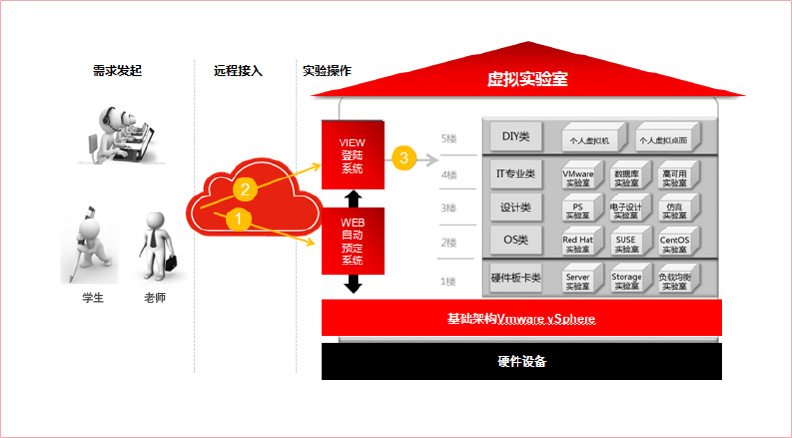 需求发起
远程接入
实验操作
虚拟实验室
VIEW
登陆
系统
3
2
1
WEB
自动
预定
系统
学生
老师
5楼
DIY类
个人虚拟机
个人虚拟桌面
4楼
IT专业类
VMware
实验室
数据库
实验室
高可用
实验室
3楼
设计类
PS
实验室
电子设计
实验室
仿真
实验室
2楼
OS类
Red Hat
实验室
SUSE
实验室
CentOS
实验室
1楼
硬件板卡类
Server
实验室
Storage
实验室
负载均衡
实验室
基础架构Vmware vSphere
硬件设备